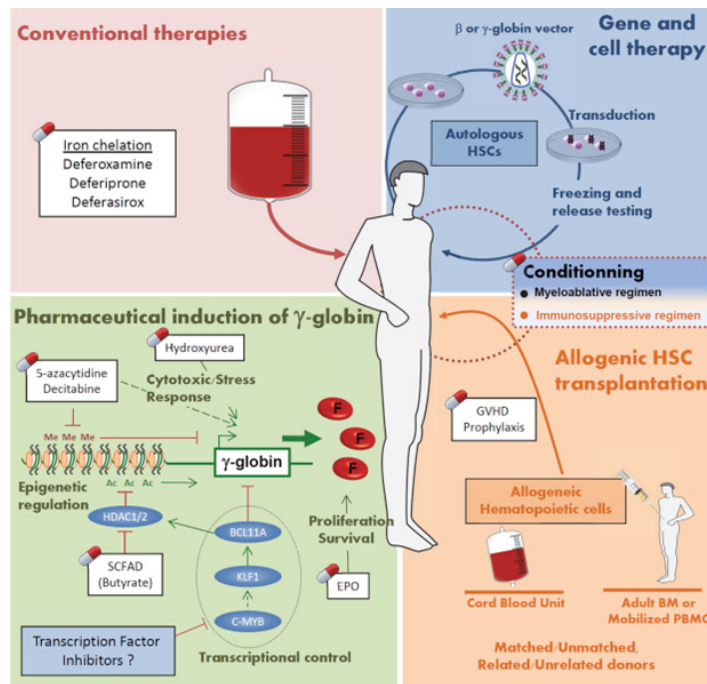 Conventional therapies
Iron chelation
Deferoxamine
Deferiprone
Deferasirox
Gene and
cell therapy
β or γ-globin vector
Transduction
Autologous
HSCs
Freezing and
release testing
Conditionning
Myeloablative regimen
Immunosuppressive regimen
Pharmaceutical induction of γ-globin
Hydroxyurea
5-azacytidine
Decitabine
Cytotoxic/Stress
Response
Me Me Me
γ-globin
F
F
F
Epigenetic
regulation
Ac Ac Ac
HDAC1/2
BCL11A
Proliferation
Survival
SCFAD
(Butyrate)
KLF1
EPO
C-MYB
Transcription Factor
Inhibitors ?
Transcriptional control
Allogenic HSC
transplantation
GVHD
Prophylaxis
Allogeneic
Hematopoietic cells
Cord Blood Unit
Adult BM or
Mobilized PBMC
Matched/Unmatched,
Related/Unrelated donors